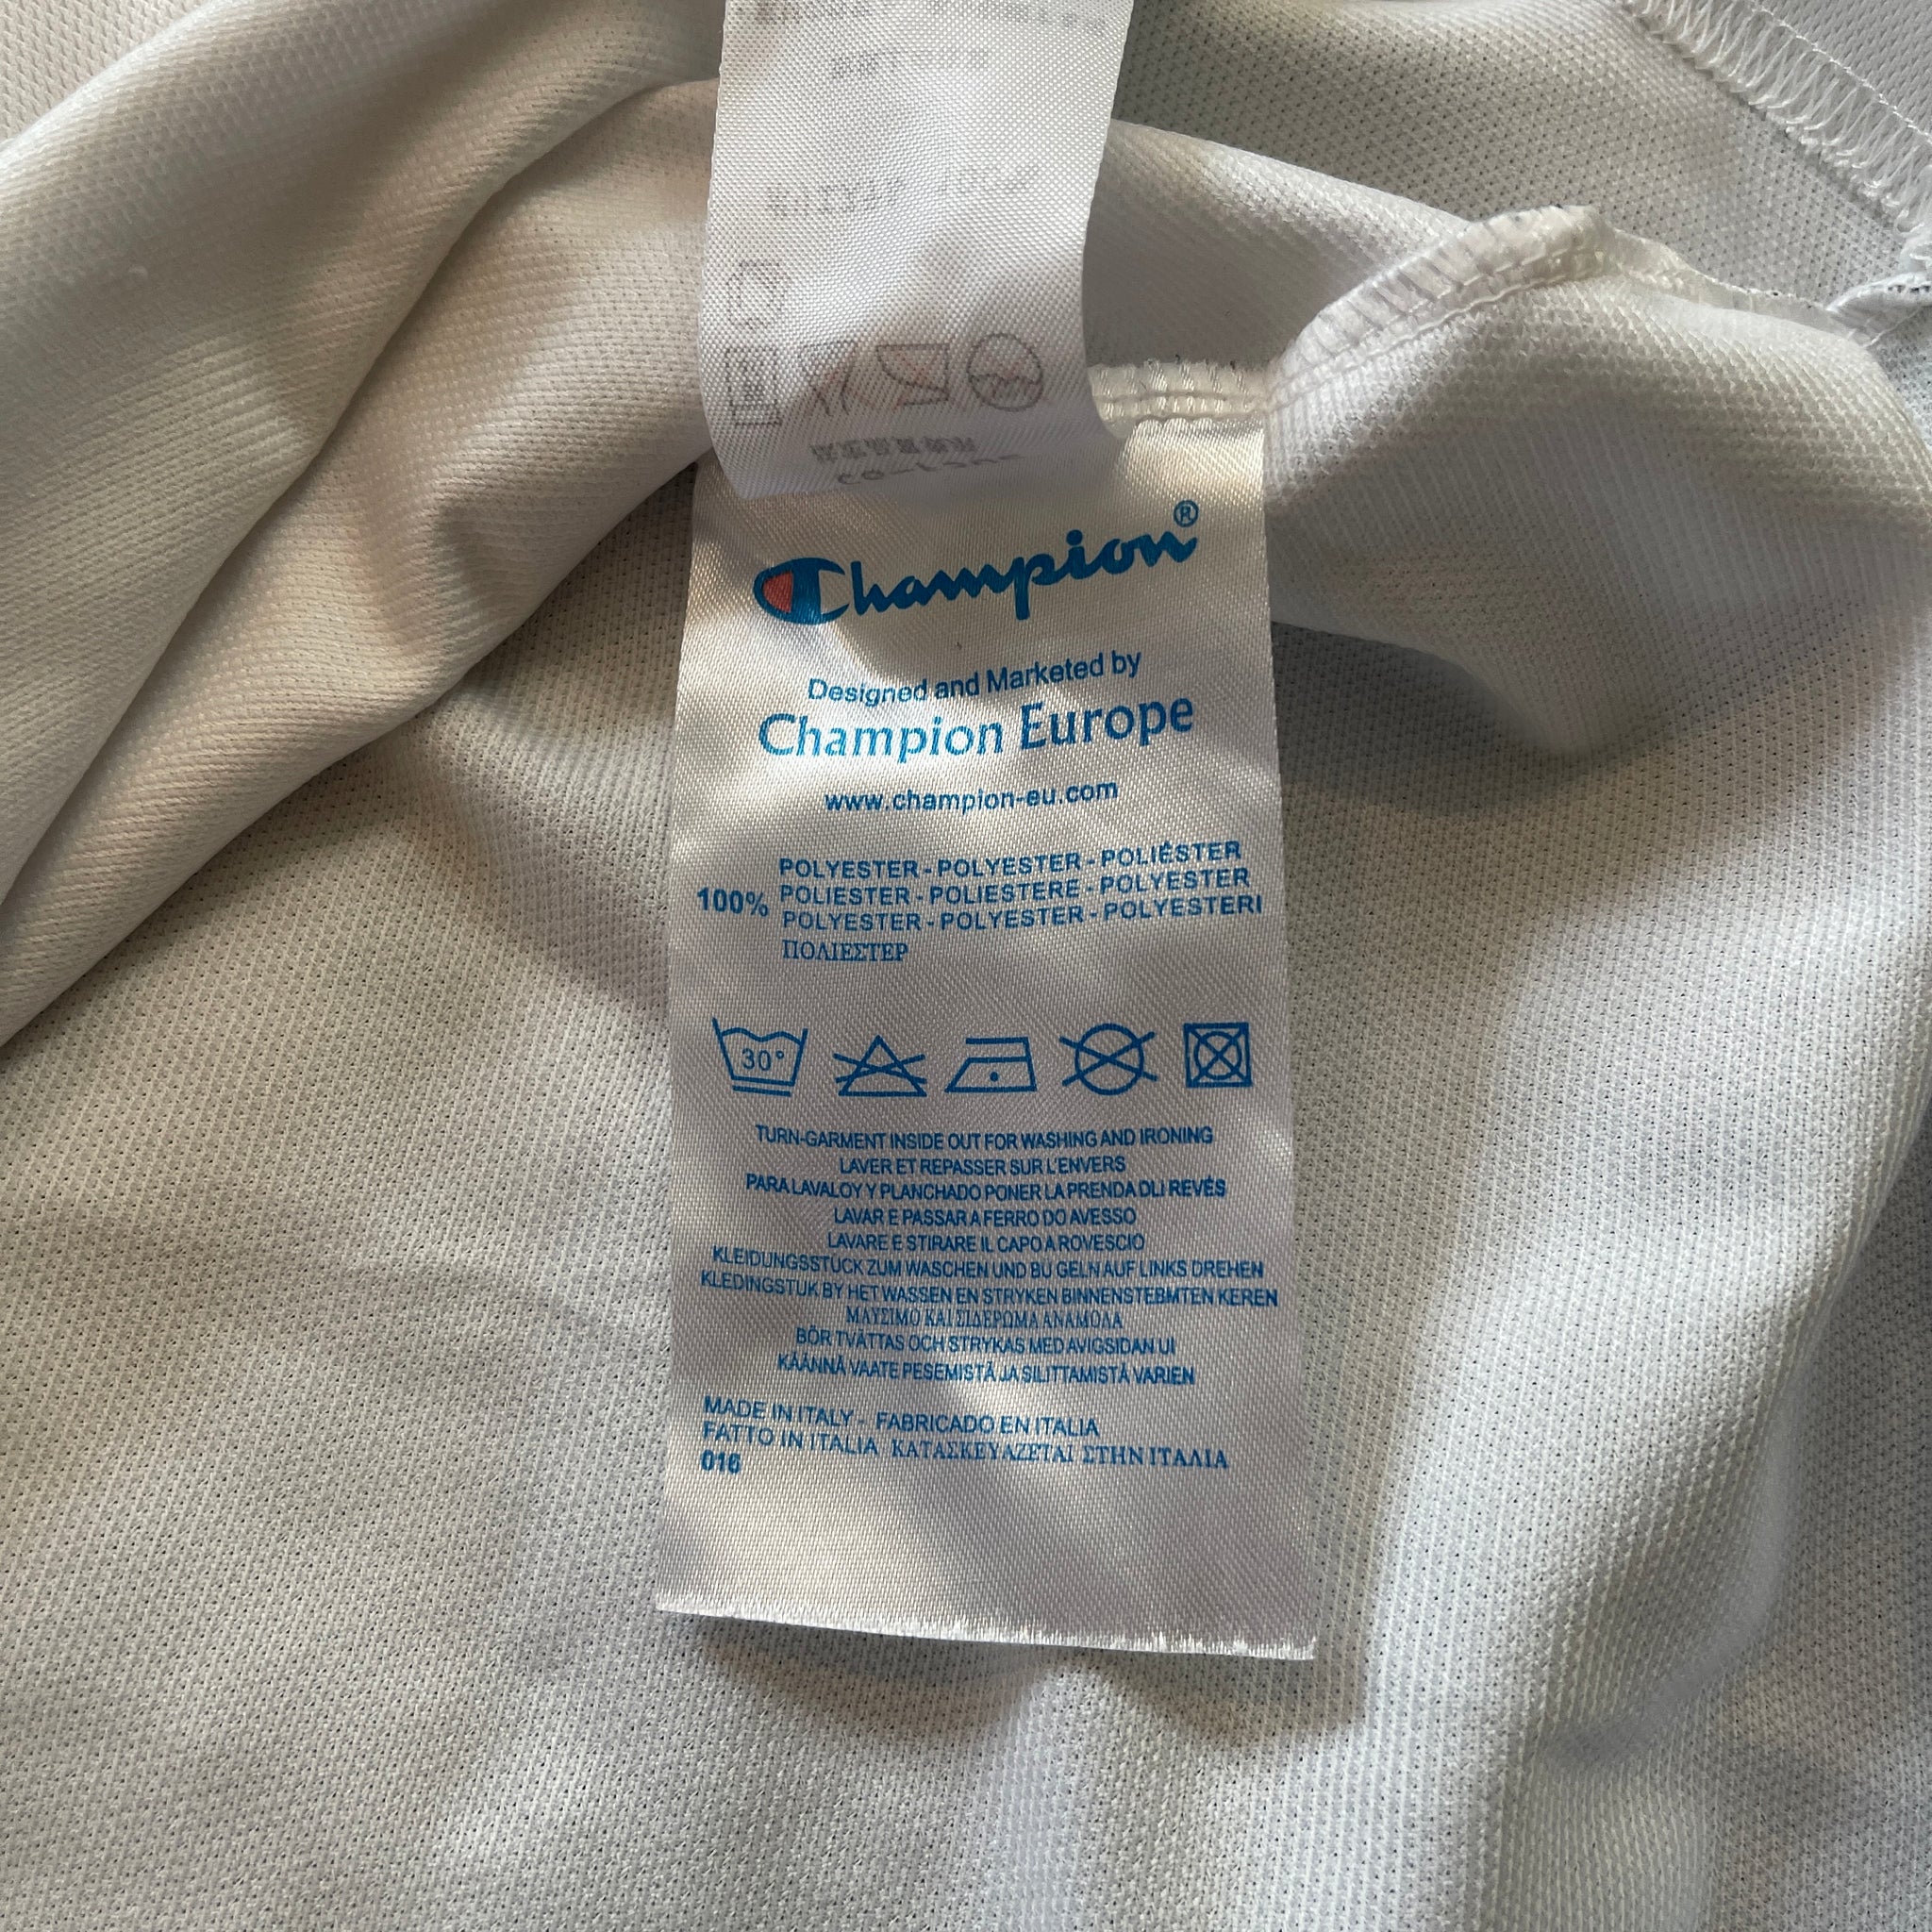 Champion®
Designed and Marketed by
Champion Europe
www.champion-eu.com
POLYESTER - POLYESTER - POLIÉSTER
100% POLIESTER - POLIESTERE - POLYESTER
POLYESTER - POLYESTER - POLYESTERI
ΠΟΛΙΕΣΤΕΡ
30°
TURN-GARMENT INSIDE OUT FOR WASHING AND IRONING
LAVER ET REPASSER SUR L'ENVERS
PARA LAVALOY Y PLANCHADO PONER LA PRENDA DLI REVÉS
LAVAR E PASSAR A FERRO DO AVESSO
LAVARE E STIRARE IL CAPO A ROVESCIO
KLEIDUNGSSTÜCK ZUM WASCHEN UND BÜ GELN AUF LINKS DREHEN
KLEDINGSTUK BY HET WASSEN EN STRYKEN BINNENSTEBMTEN KEREN
ΜΑΥΣΙΜΟ ΚΑΙ ΣΙΔΕΡΩΜΑ ΑΝΑΜΟΛΑ
BÖR TVÄTTAS OCH STRYKAS MED AVIGSIDAN UI
KÄÄNNÄ VAATE PESEMISTÄ JA SILITTAMISTÄ VARIEN
MADE IN ITALY - FABRICADO EN ITALIA
FATTO IN ITALIA ΚΑΤΑΣΚΕΥΑΖΕΤΑΙ ΣΤΗΝ ΙΤΑΛΙΑ
016